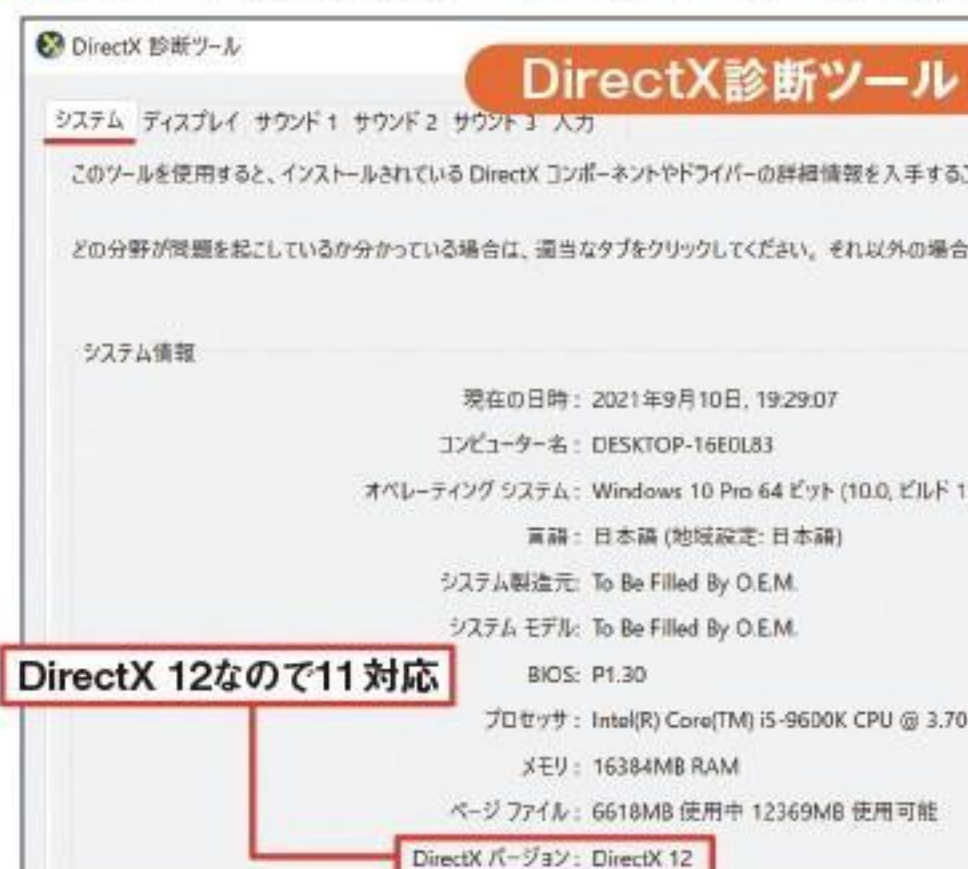 DirectX 診断ツール
DirectX診断ツール
システム ディスプレイ サウンド 1 サウンド 2 サウンド 3 入力
このツールを使用すると、インストールされている DirectX コンポーネントやドライバーの詳細情報を入手するこ
どの分野が問題を起こしているか分かっている場合は、適当なタブをクリックしてください。それ以外の場合
システム情報
現在の日時: 2021年9月10日, 19:29:07
コンピューター名: DESKTOP-16E0L83
オペレーティング システム: Windows 10 Pro 64 ビット (10.0, ビルド 1
言語: 日本語 (地域設定: 日本語)
システム製造元: To Be Filled By O.E.M.
システム モデル: To Be Filled By O.E.M.
DirectX 12なので11対応
BIOS: P1.30
プロセッサ: Intel(R) Core(TM) i5-9600K CPU @ 3.70
メモリ: 16384MB RAM
ページ ファイル: 6618MB 使用中 12369MB 使用可能
DirectX バージョン: DirectX 12